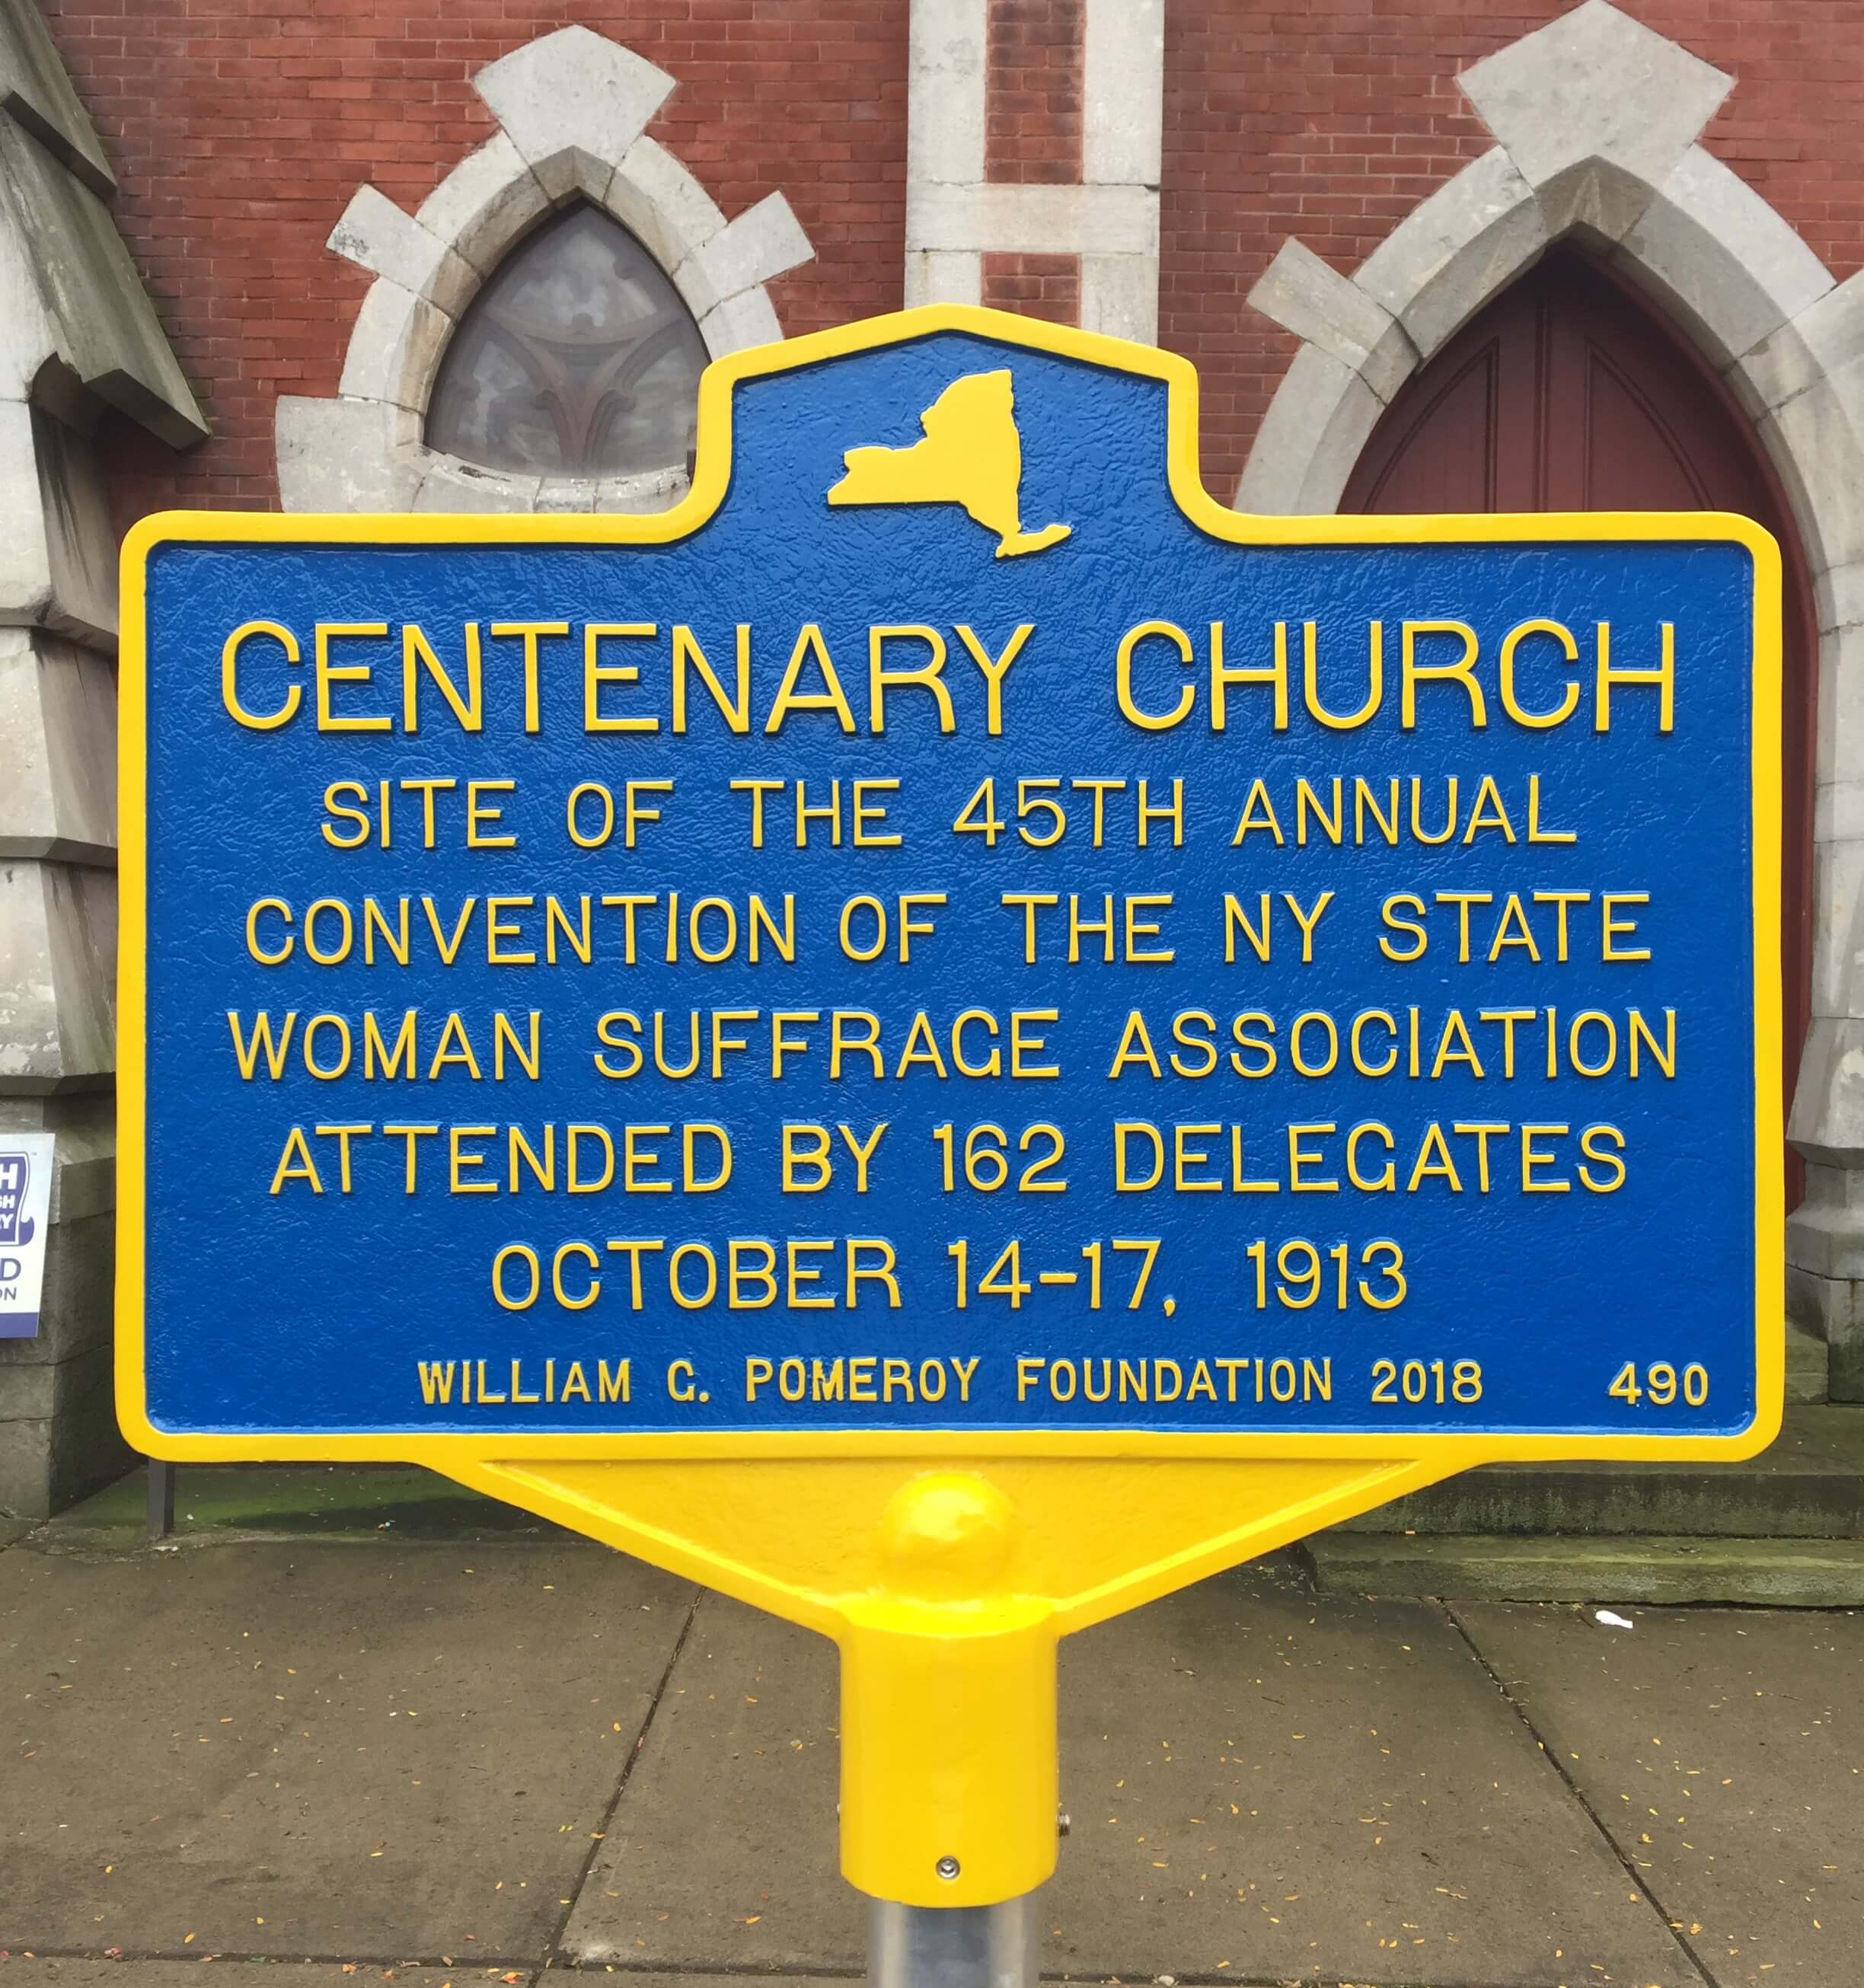 CENTENARY CHURCH
SITE OF THE 45TH ANNUAL
CONVENTION OF THE NY STATE
WOMAN SUFFRAGE ASSOCIATION
ATTENDED BY 162 DELEGATES
OCTOBER 14-17, 1913
WILLIAM G. POMEROY FOUNDATION 2018 490